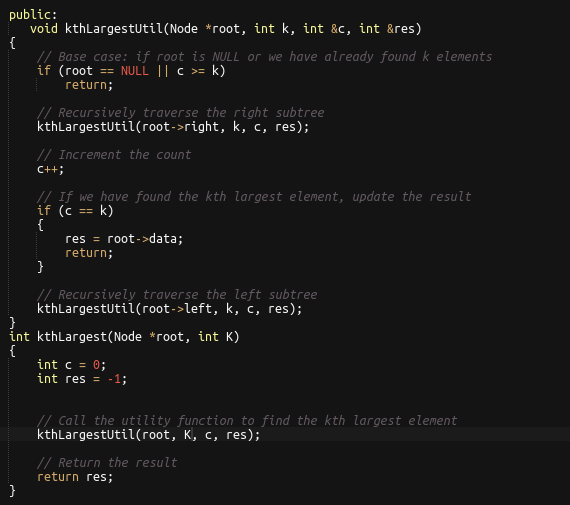 public:
   void kthLargestUtil(Node *root, int k, int &c, int &res)
{
    // Base case: if root is NULL or we have already found k elements
    if (root == NULL || c >= k)
        return;

    // Recursively traverse the right subtree
    kthLargestUtil(root->right, k, c, res);

    // Increment the count
    c++;

    // If we have found the kth largest element, update the result
    if (c == k)
    {
        res = root->data;
        return;
    }

    // Recursively traverse the left subtree
    kthLargestUtil(root->left, k, c, res);
}
int kthLargest(Node *root, int K)
{
    int c = 0;
    int res = -1;


    // Call the utility function to find the kth largest element
    kthLargestUtil(root, K, c, res);

    // Return the result
    return res;
}